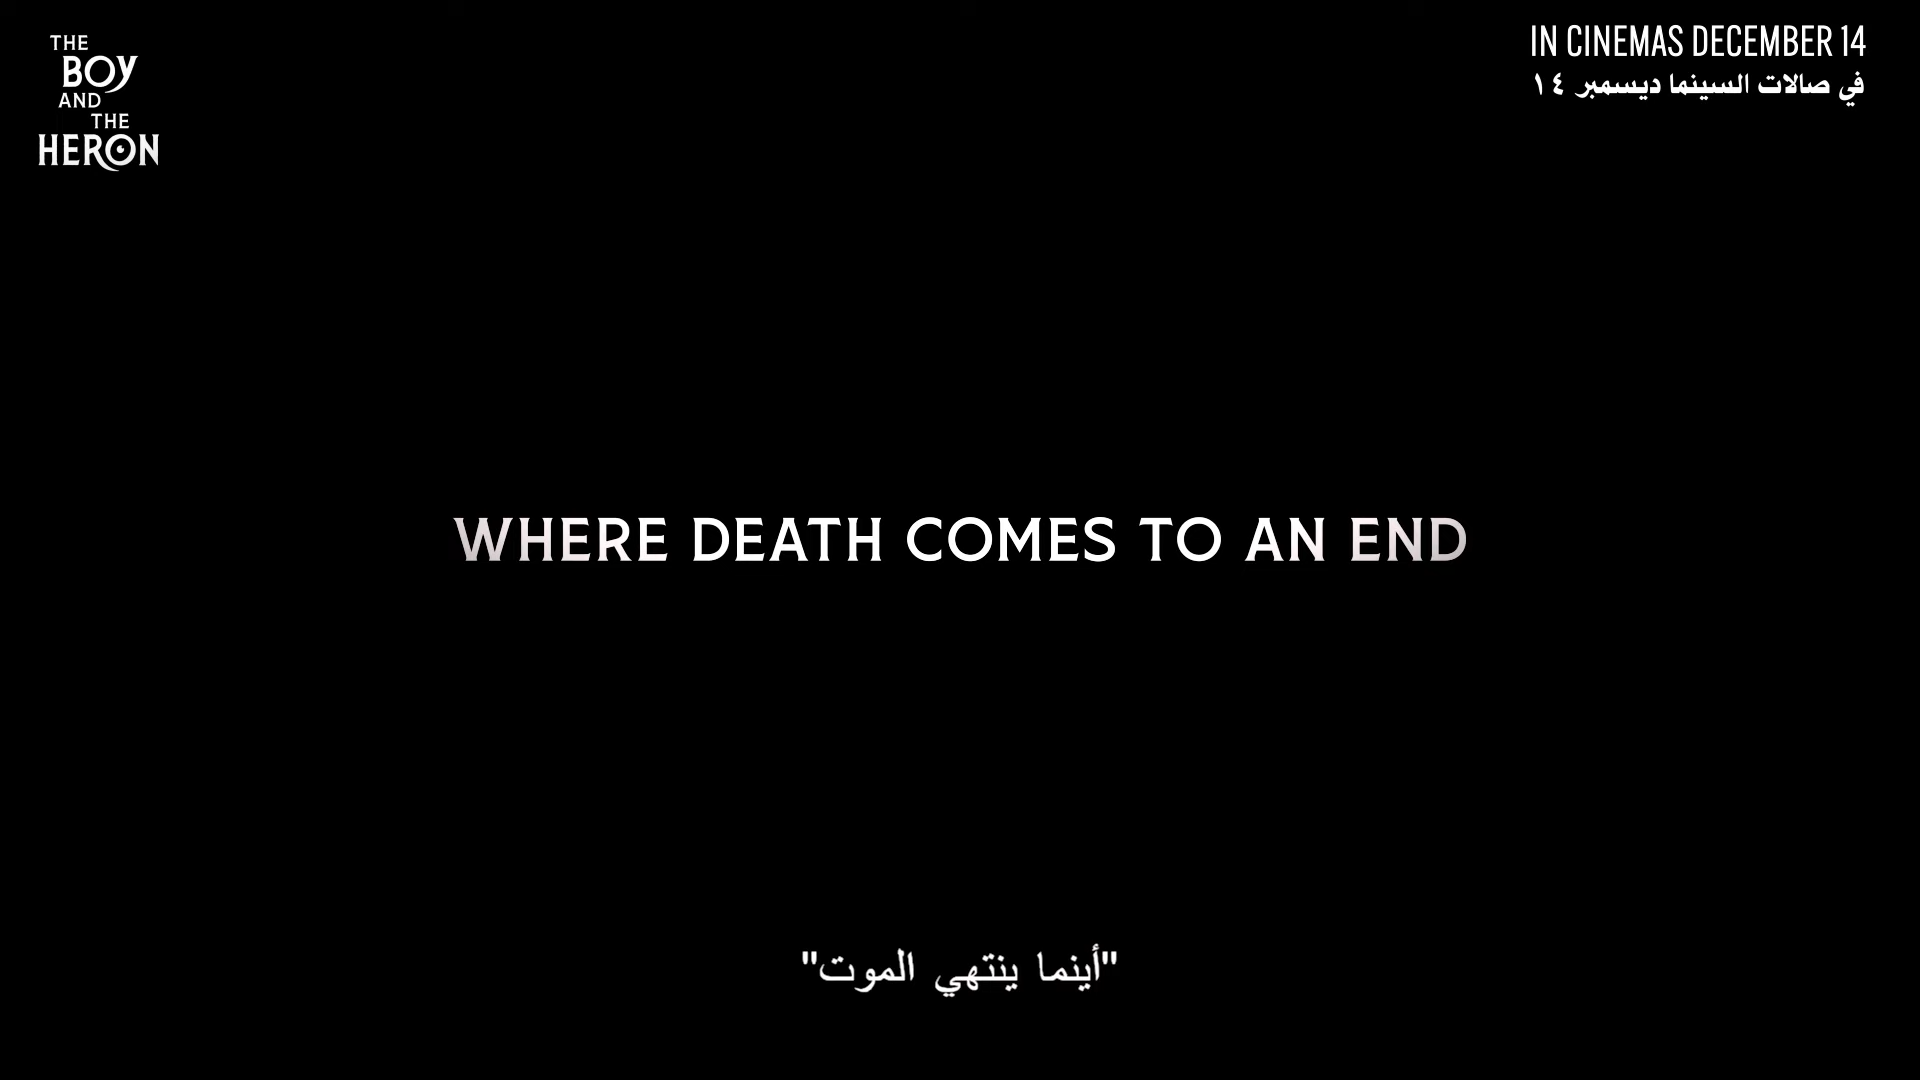 THE
BOY
AND
THE
HERON
IN CINEMAS DECEMBER 14
في صالات السينما ديسمبر ١٤
WHERE DEATH COMES TO AN END
"أينما ينتهي الموت"